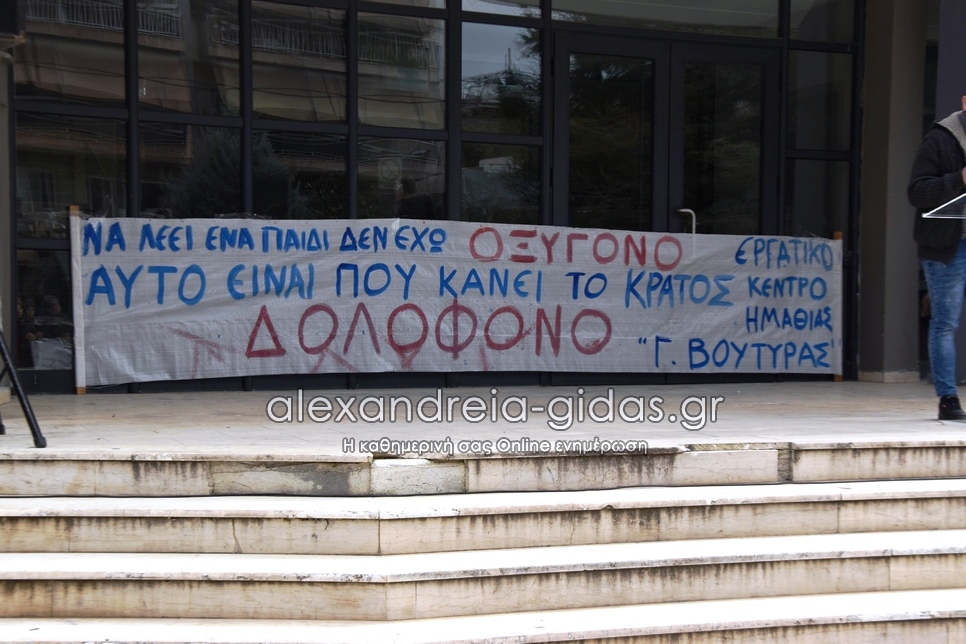 ΝΑ ΛΕΕΙ ΕΝΑ ΠΑΙΔΙ ΔΕΝ ΕΧΩ ΟΞΥΓΟΝΟ
ΑΥΤΟ ΕΙΝΑΙ ΠΟΥ ΚΑΝΕΙ ΤΟ ΚΡΑΤΟΣ
ΔΟΛΟΦΟΝΟ
ΕΡΓΑΤΙΚΟ
ΚΕΝΤΡΟ
ΗΜΑΘΙΑΣ
"Γ. ΒΟΥΤΥΡΑΣ"
alexandreia-gidas.gr
Η καθημερινή σας Online ενημέρωση